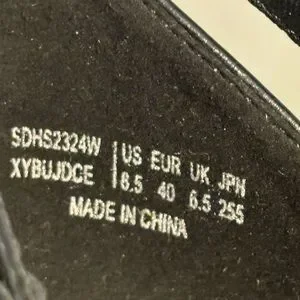 SDHS2324W | US EUR UK JPN
XYBUJDCE | 6.5 40 6.5 255
MADE IN CHINA